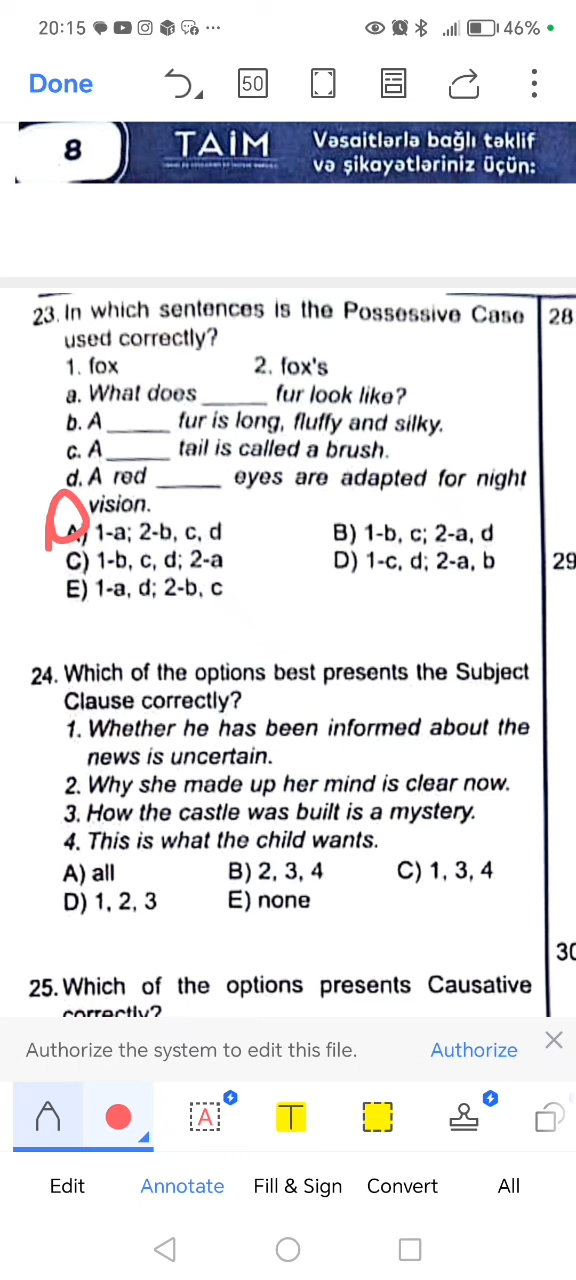 20:15 46%
Done 50
8 TAİM Vəsaitlərlə bağlı təklif
və şikayətləriniz üçün:
23. In which sentences is the Possessive Case
used correctly?
1. fox 2. fox's
a. What does _____ fur look like?
b. A _____ fur is long, fluffy and silky.
c. A _____ tail is called a brush.
d. A red _____ eyes are adapted for night
vision.
A) 1-a; 2-b, c, d B) 1-b, c; 2-a, d
C) 1-b, c, d; 2-a D) 1-c, d; 2-a, b
E) 1-a, d; 2-b, c
24. Which of the options best presents the Subject
Clause correctly?
1. Whether he has been informed about the
news is uncertain.
2. Why she made up her mind is clear now.
3. How the castle was built is a mystery.
4. This is what the child wants.
A) all B) 2, 3, 4 C) 1, 3, 4
D) 1, 2, 3 E) none
25. Which of the options presents Causative
correctly?
28
29
30
Authorize the system to edit this file. Authorize
A T
Edit Annotate Fill & Sign Convert All